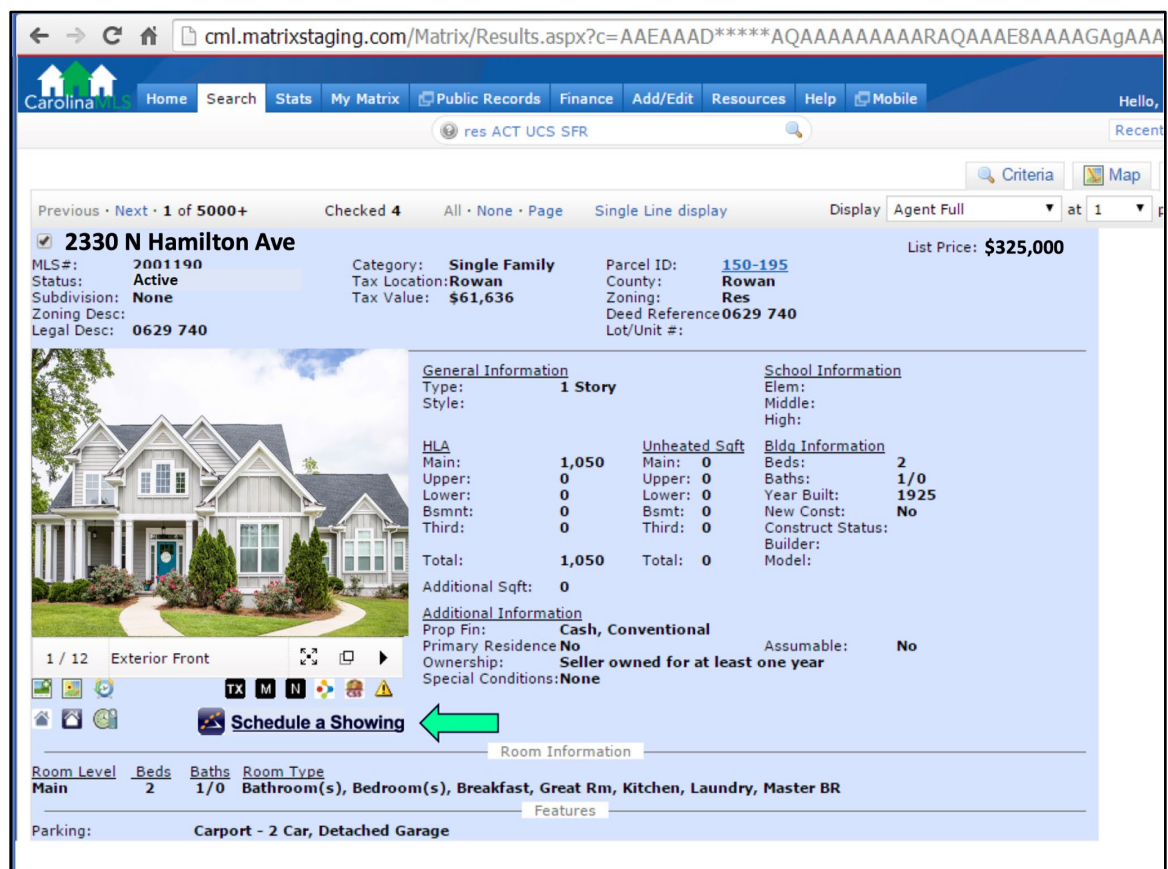 cml.matrixstaging.com/Matrix/Results.aspx?c=AAEAAAD*****AQAAAAAAAAARAQAAAE8AAAAGAgAAA
CarolinaMLS Home Search Stats My Matrix Public Records Finance Add/Edit Resources Help Mobile Hello,
res ACT UCS SFR Recent
Criteria Map
Previous · Next · 1 of 5000+ Checked 4 All · None · Page Single Line display Display Agent Full at 1
2330 N Hamilton Ave List Price: $325,000
MLS#: 2001190 Category: Single Family Parcel ID: 150-195
Status: Active Tax Location: Rowan County: Rowan
Subdivision: None Tax Value: $61,636 Zoning: Res
Zoning Desc: Deed Reference 0629 740
Legal Desc: 0629 740 Lot/Unit #:
General Information School Information
Type: 1 Story Elem:
Style: Middle:
High:
HLA Unheated Sqft Bldg Information
Main: 1,050 Main: 0 Beds: 2
Upper: 0 Upper: 0 Baths: 1/0
Lower: 0 Lower: 0 Year Built: 1925
Bsmnt: 0 Bsmt: 0 New Const: No
Third: 0 Third: 0 Construct Status:
Builder:
Total: 1,050 Total: 0 Model:
Additional Sqft: 0
Additional Information
Prop Fin: Cash, Conventional
Primary Residence No Assumable: No
Ownership: Seller owned for at least one year
Special Conditions: None
1 / 12 Exterior Front
TX M N
Schedule a Showing
Room Information
Room Level Beds Baths Room Type
Main 2 1/0 Bathroom(s), Bedroom(s), Breakfast, Great Rm, Kitchen, Laundry, Master BR
Features
Parking: Carport - 2 Car, Detached Garage